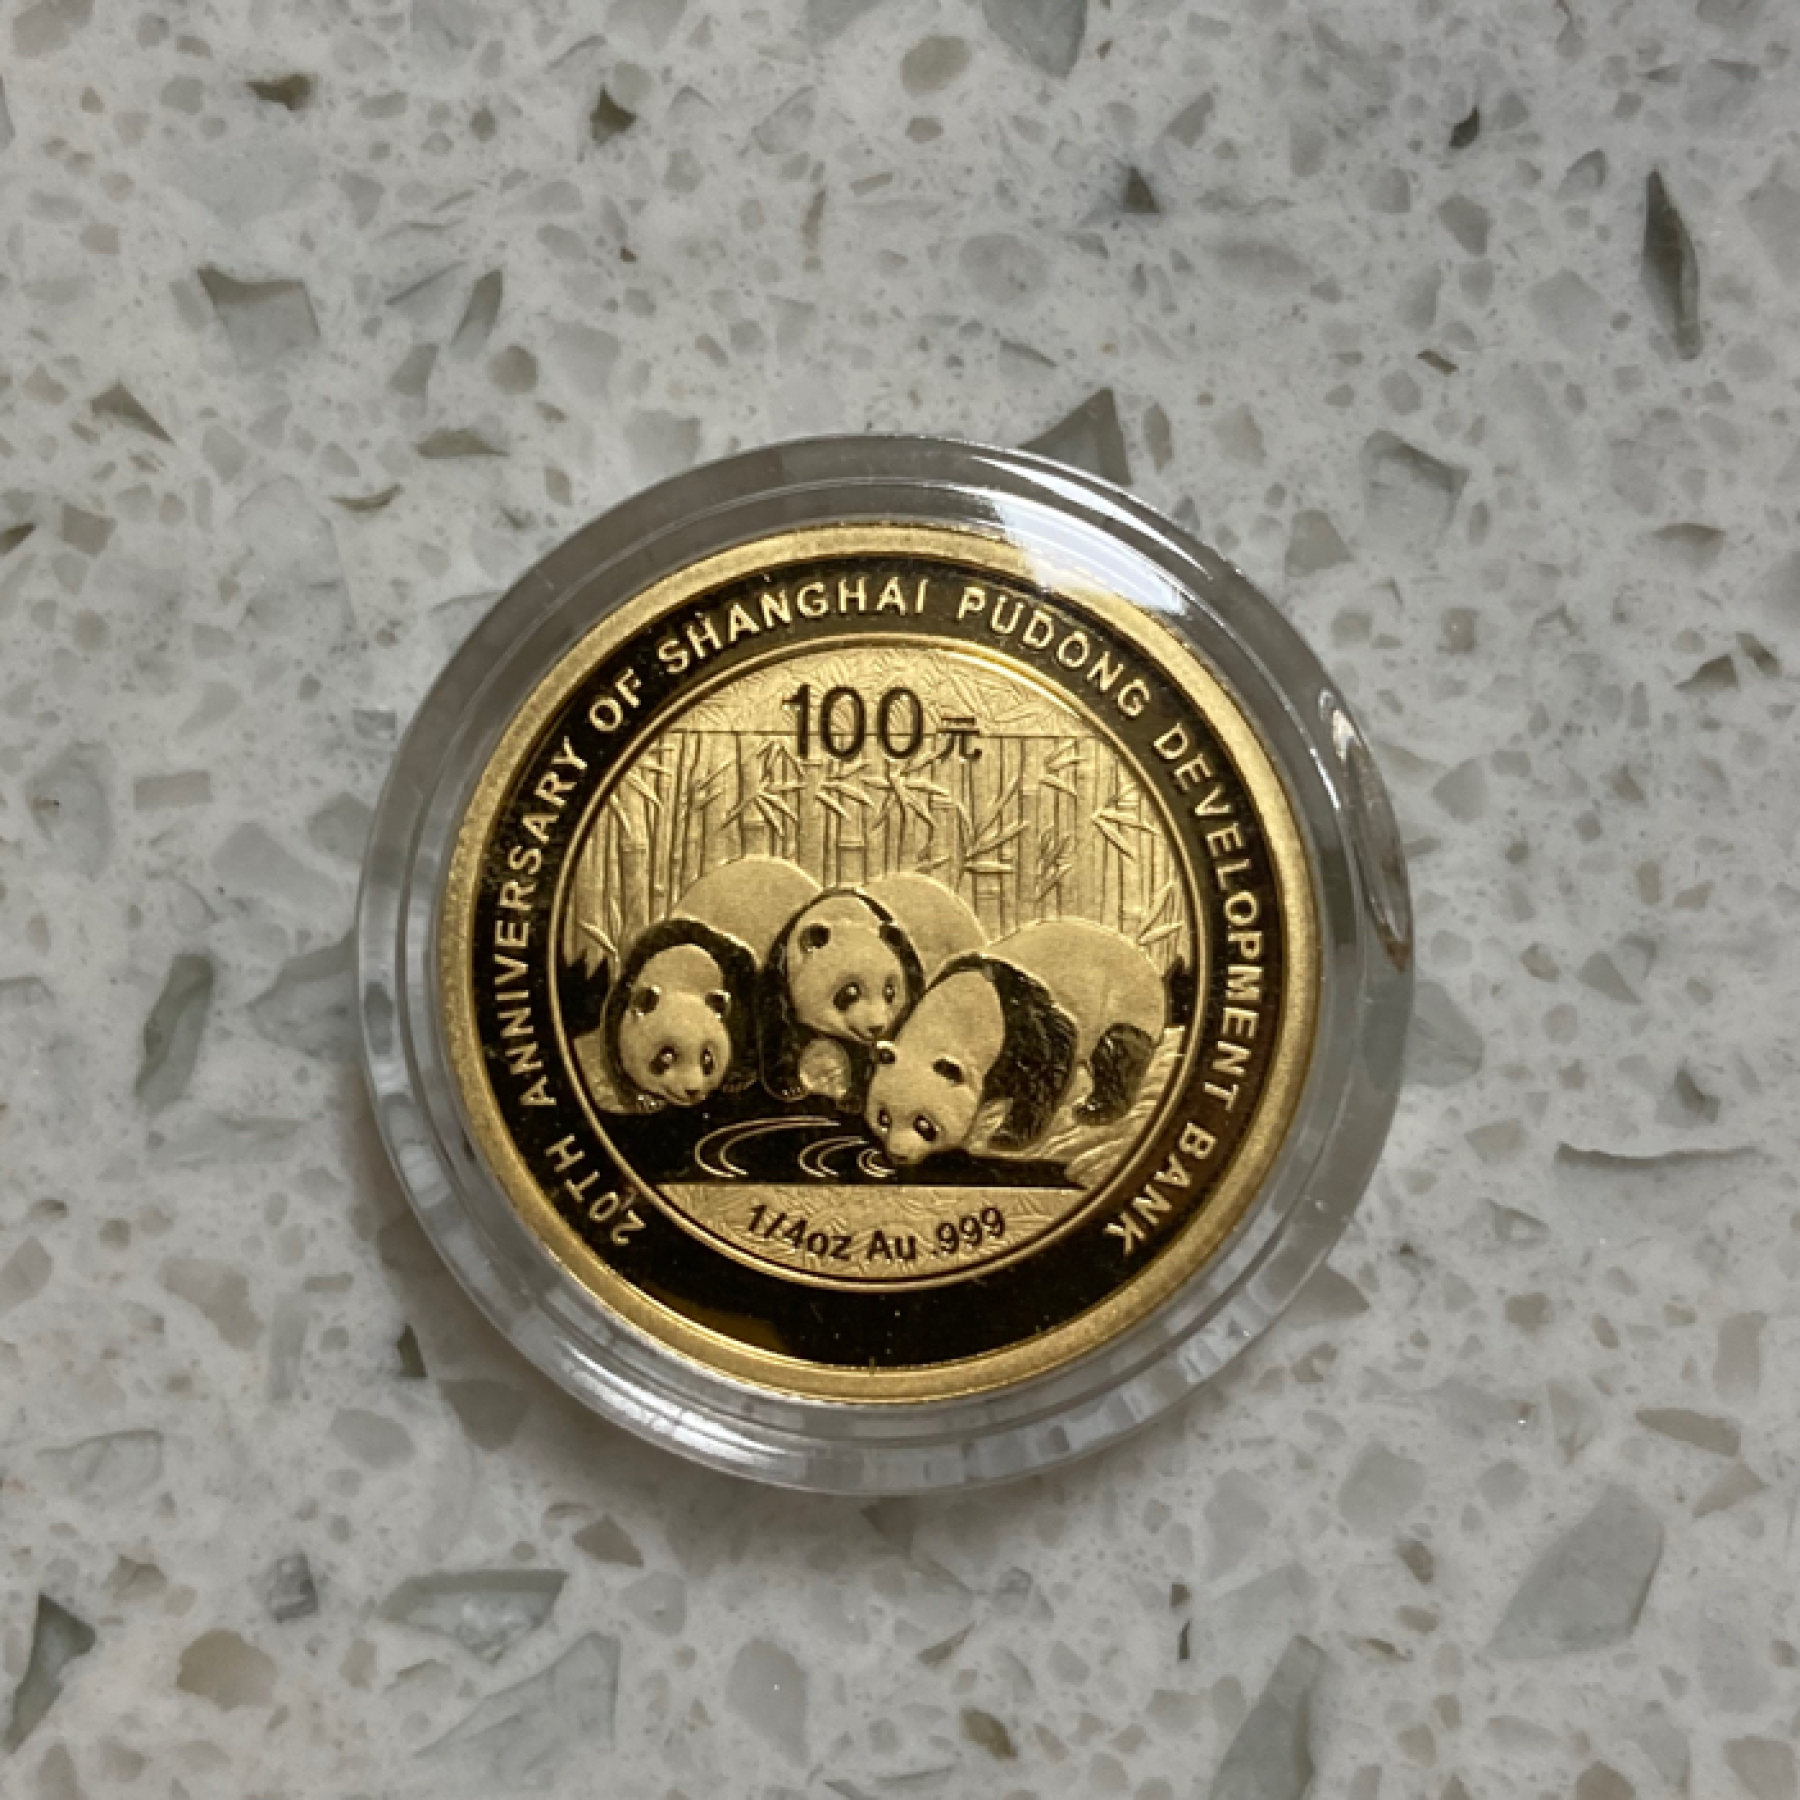 20TH ANNIVERSARY OF SHANGHAI PUDONG DEVELOPMENT BANK
100元
1/4oz Au .999